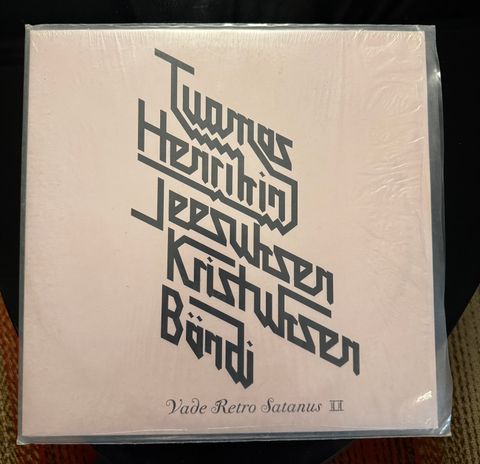 Tuomas
Henrikin
Jeesuksen
Kristuksen
Bändi
Vade Retro Satanus II